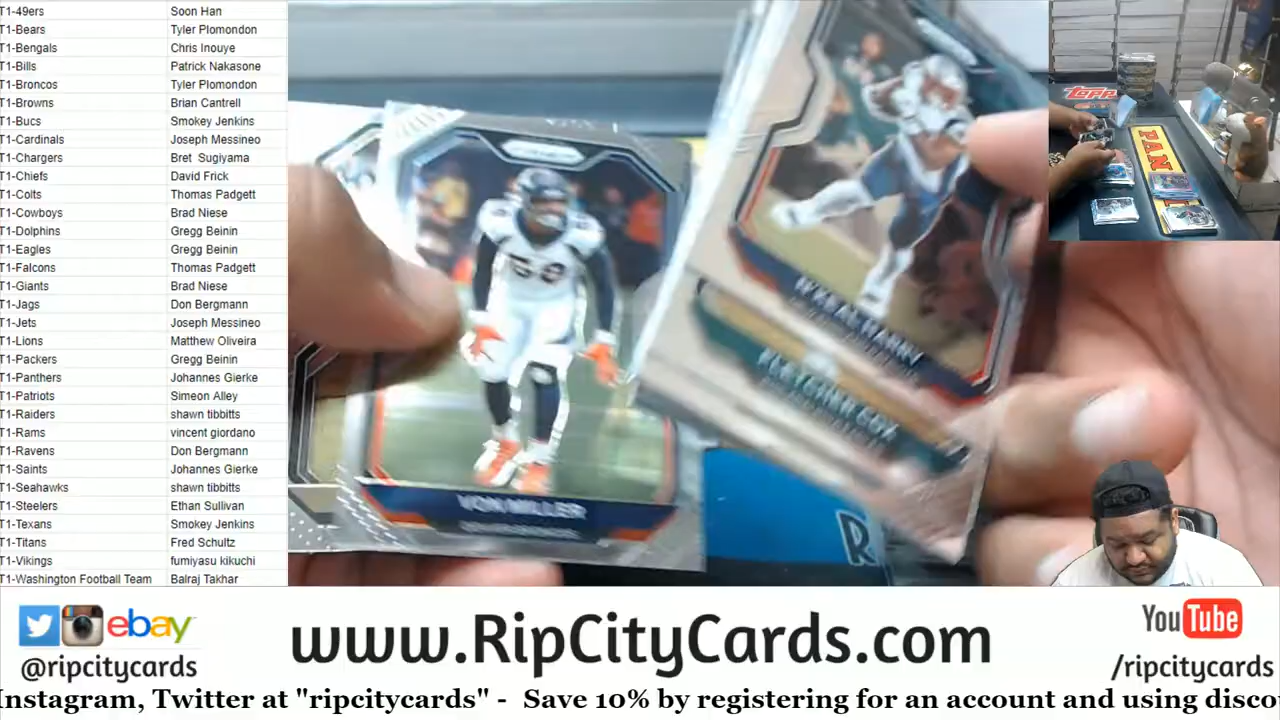 T1-49ers Soon Han
T1-Bears Tyler Plomondon
T1-Bengals Chris Inouye
T1-Bills Patrick Nakasone
T1-Broncos Tyler Plomondon
T1-Browns Brian Cantrell
T1-Bucs Smokey Jenkins
T1-Cardinals Joseph Messineo
T1-Chargers Bret Sugiyama
T1-Chiefs David Frick
T1-Colts Thomas Padgett
T1-Cowboys Brad Niese
T1-Dolphins Gregg Beinin
T1-Eagles Gregg Beinin
T1-Falcons Thomas Padgett
T1-Giants Brad Niese
T1-Jags Don Bergmann
T1-Jets Joseph Messineo
T1-Lions Matthew Oliveira
T1-Packers Gregg Beinin
T1-Panthers Johannes Gierke
T1-Patriots Simeon Alley
T1-Raiders shawn tibbitts
T1-Rams vincent giordano
T1-Ravens Don Bergmann
T1-Saints Johannes Gierke
T1-Seahawks shawn tibbitts
T1-Steelers Ethan Sullivan
T1-Texans Smokey Jenkins
T1-Titans Fred Schultz
T1-Vikings fumiyasu kikuchi
T1-Washington Football Team Balraj Takhar
58
VON MILLER
N'KEAL HARRY
FLETCHER COX
R
TOPP
PAN
ebay
@ripcitycards
www.RipCityCards.com
YouTube
/ripcitycards
Instagram, Twitter at "ripcitycards" - Save 10% by registering for an account and using disco